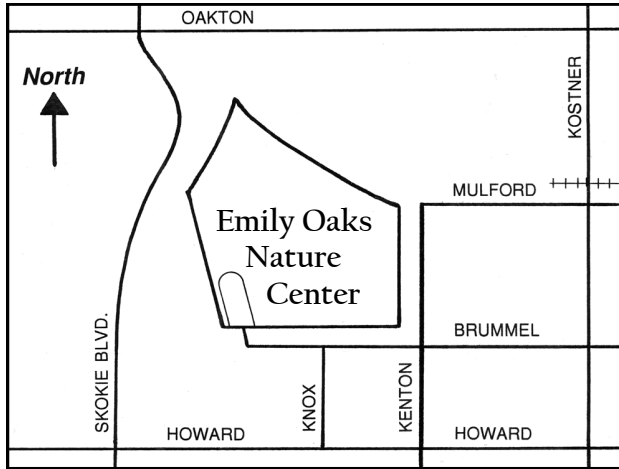 OAKTON
North
KOSTNER
MULFORD
Emily Oaks
Nature
Center
SKOKIE BLVD.
BRUMMEL
KNOX
KENTON
HOWARD
HOWARD